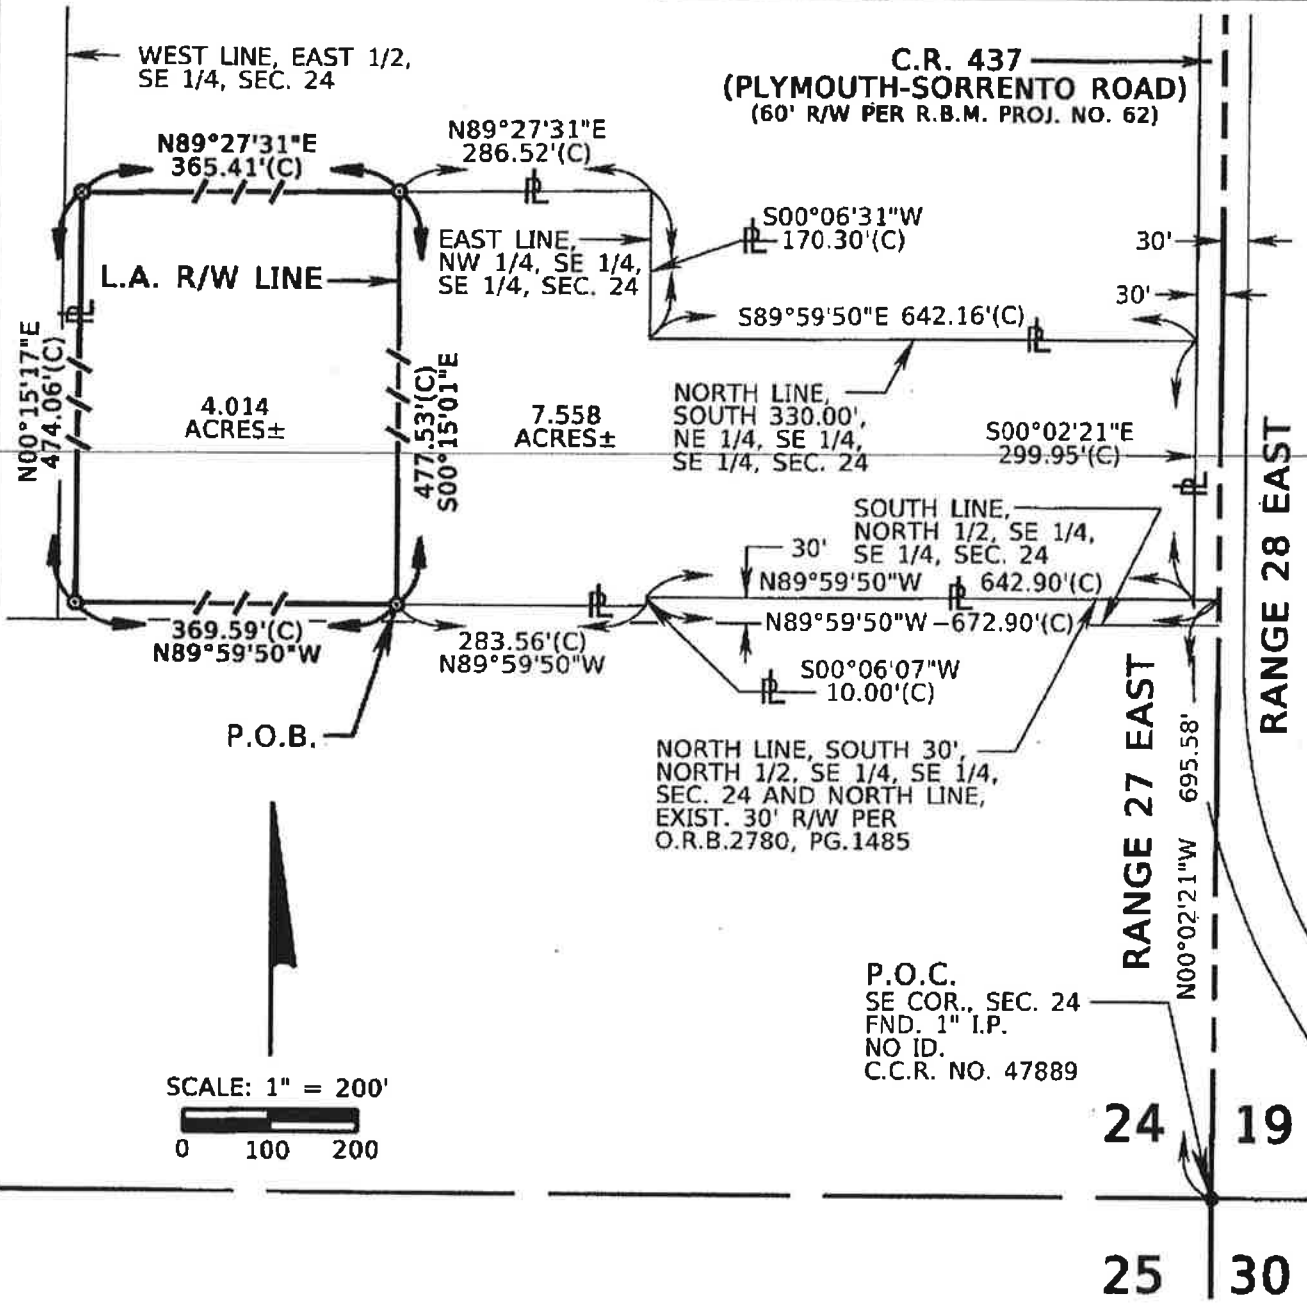 WEST LINE, EAST 1/2,
SE 1/4, SEC. 24
C.R. 437
(PLYMOUTH-SORRENTO ROAD)
(60' R/W PER R.B.M. PROJ. NO. 62)
N89°27'31"E
365.41'(C)
N89°27'31"E
286.52'(C)
PL
S00°06'31"W
PL 170.30'(C)
30'
30'
EAST LINE,
NW 1/4, SE 1/4,
SE 1/4, SEC. 24
L.A. R/W LINE
PL
S89°59'50"E 642.16'(C)
PL
N00°15'17"E
474.06'(C)
477.53'(C)
S00°15'01"E
4.014
ACRES±
7.558
ACRES±
NORTH LINE,
SOUTH 330.00',
NE 1/4, SE 1/4,
SE 1/4, SEC. 24
S00°02'21"E
299.95'(C)
PL
SOUTH LINE,
NORTH 1/2, SE 1/4,
SE 1/4, SEC. 24
30'
N89°59'50"W PL 642.90'(C)
N89°59'50"W 672.90'(C)
PL
369.59'(C)
N89°59'50"W
283.56'(C)
N89°59'50"W
S00°06'07"W
PL 10.00'(C)
P.O.B.
NORTH LINE, SOUTH 30',
NORTH 1/2, SE 1/4, SE 1/4,
SEC. 24 AND NORTH LINE,
EXIST. 30' R/W PER
O.R.B.2780, PG.1485
RANGE 27 EAST
N00°02'21"W 695.58'
RANGE 28 EAST
P.O.C.
SE COR., SEC. 24
FND. 1" I.P.
NO ID.
C.C.R. NO. 47889
SCALE: 1" = 200'
0 100 200
24 19
25 30